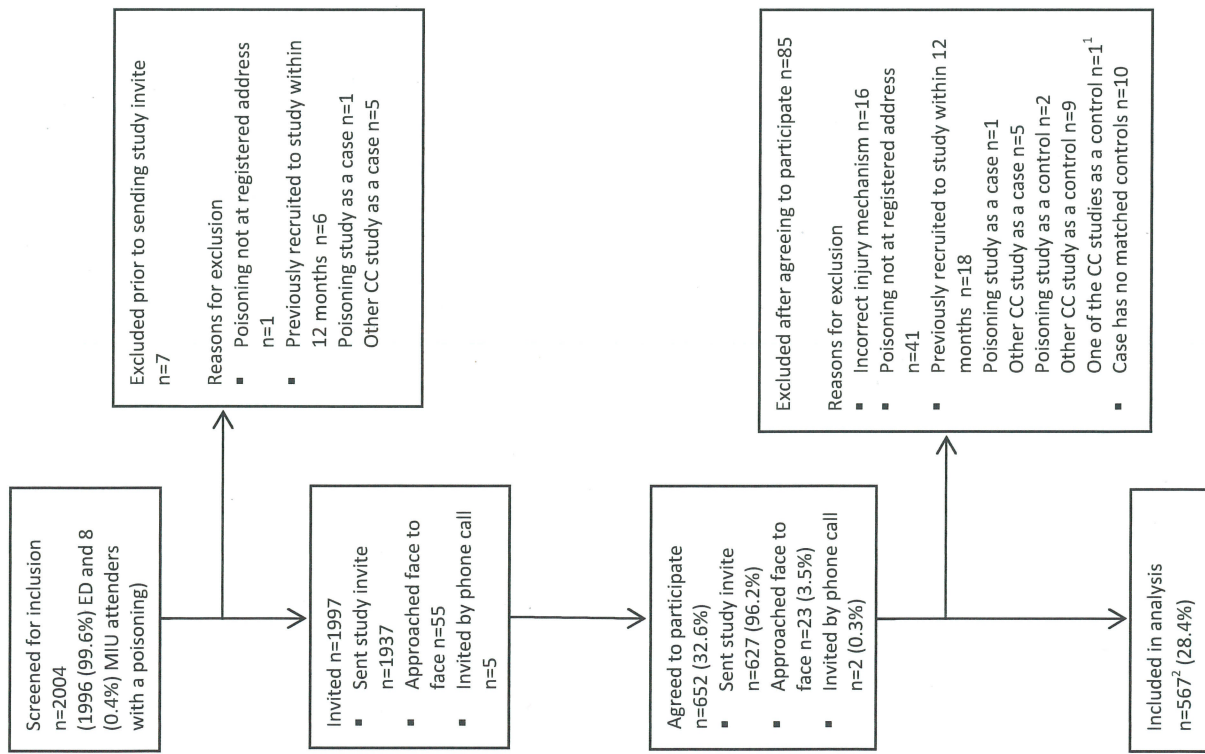 Screened for inclusion
n=2004
(1996 (99.6%) ED and 8
(0.4%) MIU attenders
with a poisoning)
Excluded prior to sending study invite
n=7
Reasons for exclusion
▪ Poisoning not at registered address
n=1
▪ Previously recruited to study within
12 months n=6
Poisoning study as a case n=1
Other CC study as a case n=5
Invited n=1997
▪ Sent study invite
n=1937
▪ Approached face to
face n=55
▪ Invited by phone call
n=5
Agreed to participate
n=652 (32.6%)
▪ Sent study invite
n=627 (96.2%)
▪ Approached face to
face n=23 (3.5%)
▪ Invited by phone call
n=2 (0.3%)
Excluded after agreeing to participate n=85
Reasons for exclusion
▪ Incorrect injury mechanism n=16
▪ Poisoning not at registered address
n=41
▪ Previously recruited to study within 12
months n=18
Poisoning study as a case n=1
Other CC study as a case n=5
Poisoning study as a control n=2
Other CC study as a control n=9
One of the CC studies as a control n=1¹
▪ Case has no matched controls n=10
Included in analysis
n=567² (28.4%)